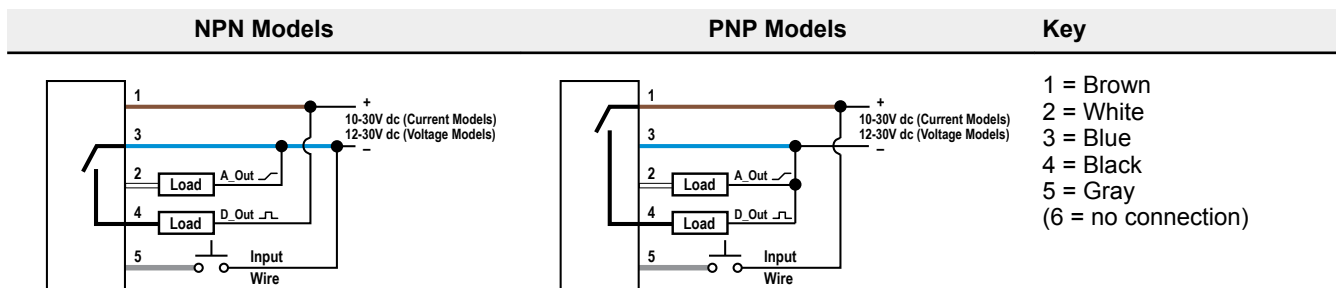 NPN Models
PNP Models
Key
1
+
10-30V dc (Current Models)
12-30V dc (Voltage Models)
3
–
2
Load
A_Out
4
Load
D_Out
5
Input
Wire
1
+
10-30V dc (Current Models)
12-30V dc (Voltage Models)
3
–
2
Load
A_Out
4
Load
D_Out
5
Input
Wire
1 = Brown
2 = White
3 = Blue
4 = Black
5 = Gray
(6 = no connection)